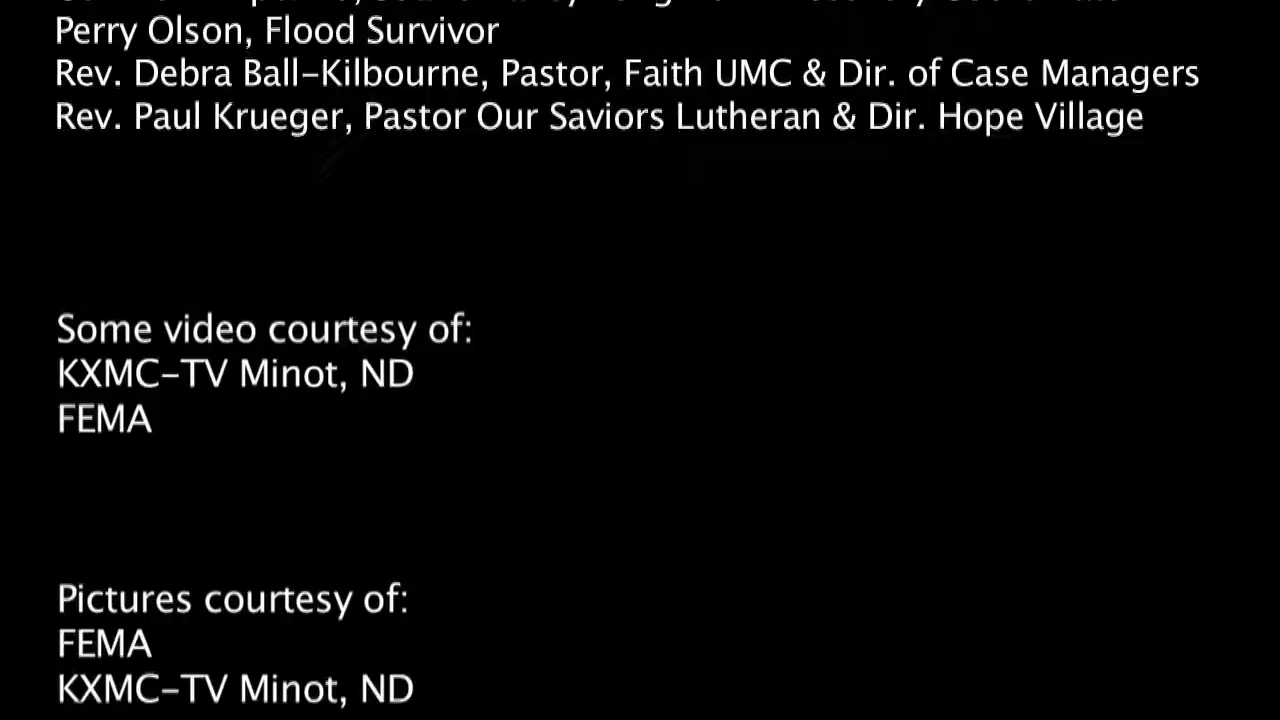 Perry Olson, Flood Survivor
Rev. Debra Ball-Kilbourne, Pastor, Faith UMC & Dir. of Case Managers
Rev. Paul Krueger, Pastor Our Saviors Lutheran & Dir. Hope Village
Some video courtesy of:
KXMC-TV Minot, ND
FEMA
Pictures courtesy of:
FEMA
KXMC-TV Minot, ND